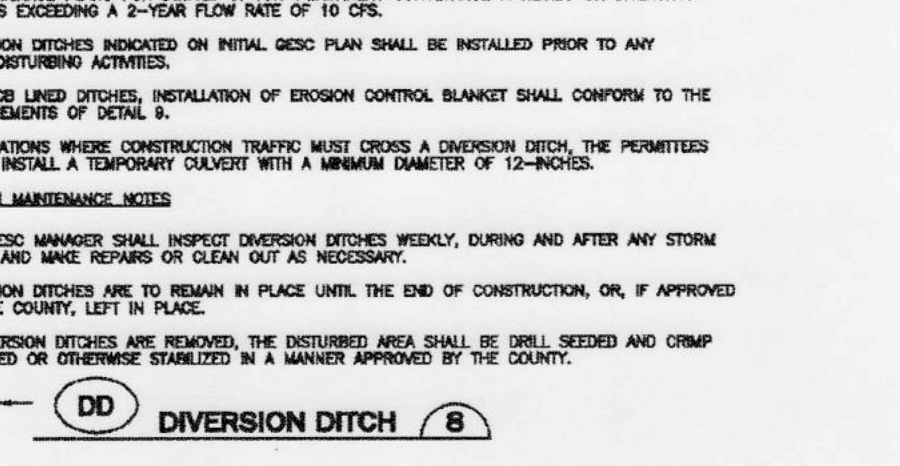 S EXCEEDING A 2-YEAR FLOW RATE OF 10 CFS.
ON DITCHES INDICATED ON INITIAL GESC PLAN SHALL BE INSTALLED PRIOR TO ANY
DISTURBING ACTIVITIES.
CB LINED DITCHES, INSTALLATION OF EROSION CONTROL BLANKET SHALL CONFORM TO THE
EMENTS OF DETAIL 9.
ATIONS WHERE CONSTRUCTION TRAFFIC MUST CROSS A DIVERSION DITCH, THE PERMITTEES
INSTALL A TEMPORARY CULVERT WITH A MINIMUM DIAMETER OF 12-INCHES.
MAINTENANCE NOTES
ESC MANAGER SHALL INSPECT DIVERSION DITCHES WEEKLY, DURING AND AFTER ANY STORM
AND MAKE REPAIRS OR CLEAN OUT AS NECESSARY.
ON DITCHES ARE TO REMAIN IN PLACE UNTIL THE END OF CONSTRUCTION, OR, IF APPROVED
E COUNTY, LEFT IN PLACE.
RSION DITCHES ARE REMOVED, THE DISTURBED AREA SHALL BE DRILL SEEDED AND CRIMP
ED OR OTHERWISE STABILIZED IN A MANNER APPROVED BY THE COUNTY.
DD DIVERSION DITCH 8